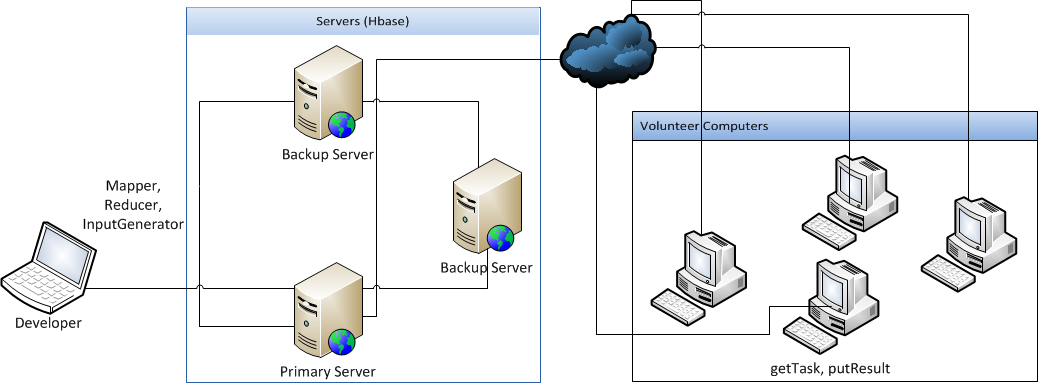 Servers (Hbase)
Backup Server
Volunteer Computers
Mapper,
Reducer,
InputGenerator
Backup Server
Developer
Primary Server
getTask, putResult